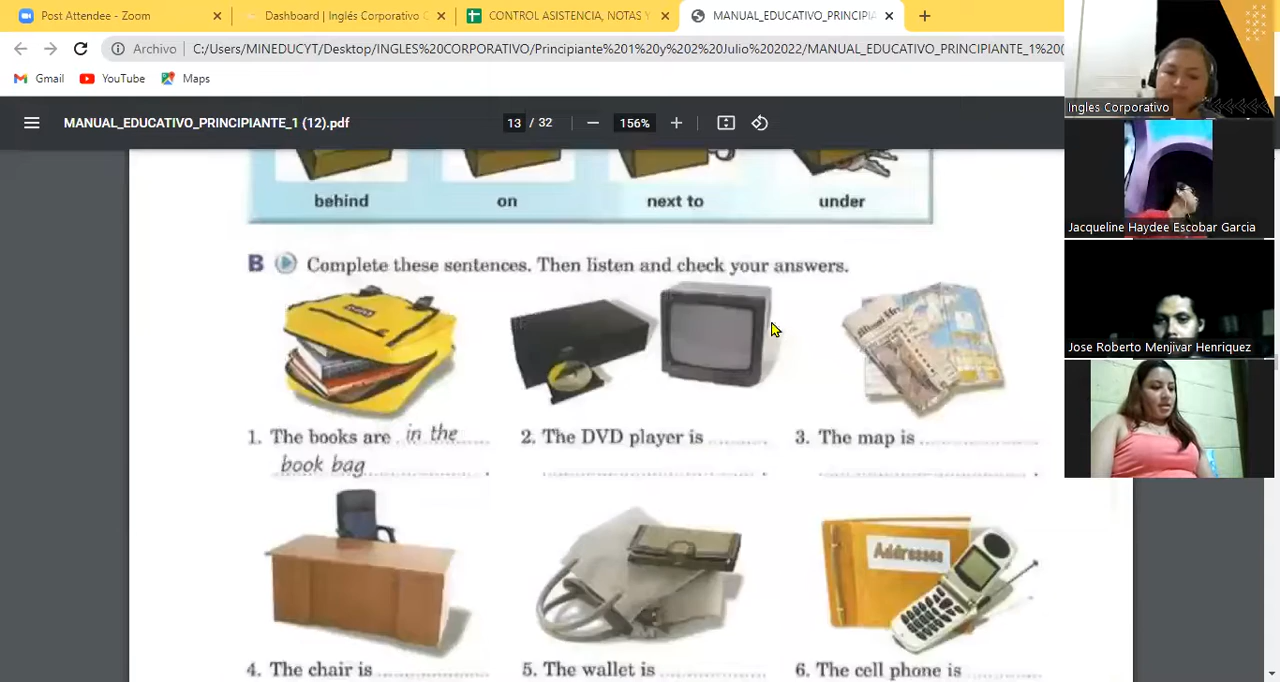 Post Attendee - Zoom
Dashboard | Inglés Corporativo
CONTROL ASISTENCIA, NOTAS Y
MANUAL_EDUCATIVO_PRINCIPIA
Archivo
C:/Users/MINEDUCYT/Desktop/INGLES%20CORPORATIVO/Principiante%201%20y%202%20Julio%202022/MANUAL_EDUCATIVO_PRINCIPIANTE_1%20(
Gmail
YouTube
Maps
MANUAL_EDUCATIVO_PRINCIPIANTE_1 (12).pdf
13 / 32
156%
behind
on
next to
under
B Complete these sentences. Then listen and check your answers.
1. The books are in the
book bag .
2. The DVD player is
.
3. The map is
.
Addresses
4. The chair is
5. The wallet is
6. The cell phone is
Ingles Corporativo
Jacqueline Haydee Escobar Garcia
Jose Roberto Menjivar Henriquez